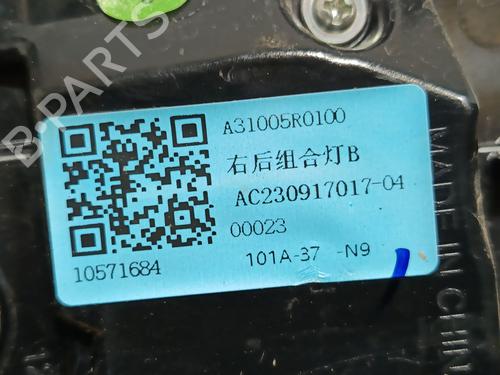 A31005R0100
右后组合灯B
AC230917017-04
00023
10571684
101A-37 -N9
MADE IN CHIN
B-PARTS